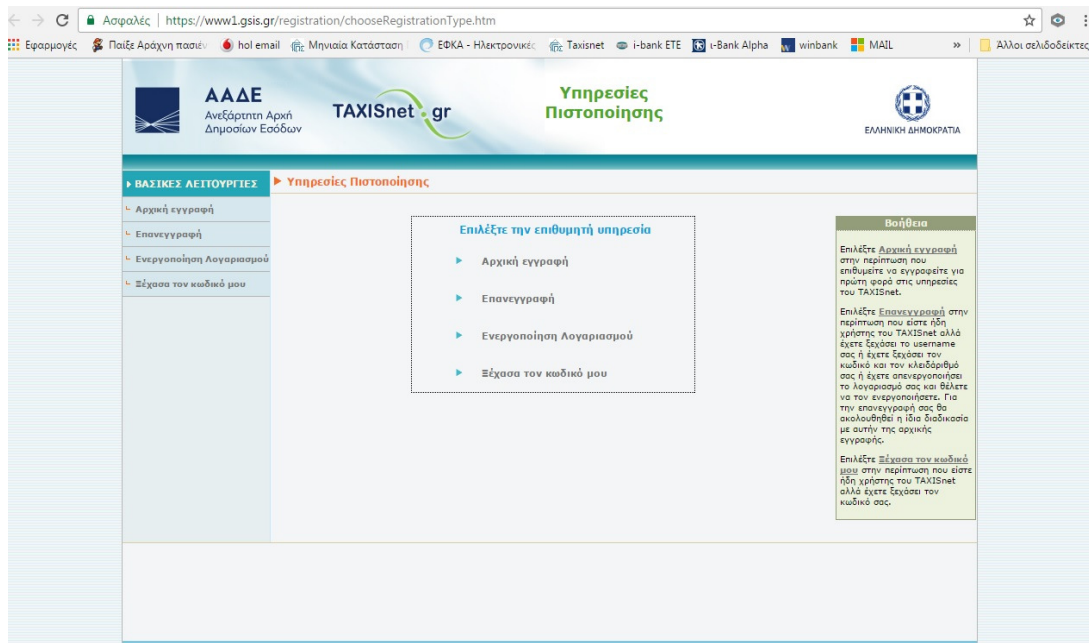 Ασφαλές | https://www1.gsis.gr/registration/chooseRegistrationType.htm
Εφαρμογές Παίξε Αράχνη πασιέν hol email Μηνιαία Κατάσταση ΕΦΚΑ - Ηλεκτρονικές Taxisnet i-bank ETE ι-Bank Alpha winbank MAIL » Άλλοι σελιδοδείκτες
ΑΑΔΕ
Ανεξάρτητη Αρχή
Δημοσίων Εσόδων
TAXISnet.gr
Υπηρεσίες
Πιστοποίησης
ΕΛΛΗΝΙΚΗ ΔΗΜΟΚΡΑΤΙΑ
ΒΑΣΙΚΕΣ ΛΕΙΤΟΥΡΓΙΕΣ
Αρχική εγγραφή
Επανεγγραφή
Ενεργοποίηση Λογαριασμού
Ξέχασα τον κωδικό μου
Υπηρεσίες Πιστοποίησης
Επιλέξτε την επιθυμητή υπηρεσία
Αρχική εγγραφή
Επανεγγραφή
Ενεργοποίηση Λογαριασμού
Ξέχασα τον κωδικό μου
Βοήθεια
Επιλέξτε Αρχική εγγραφή
στην περίπτωση που
επιθυμείτε να εγγραφείτε για
πρώτη φορά στις υπηρεσίες
του TAXISnet.
Επιλέξτε Επανεγγραφή στην
περίπτωση που είστε ήδη
χρήστης του TAXISnet αλλά
έχετε ξεχάσει το username
σας ή έχετε ξεχάσει τον
κωδικό και τον κλειδάριθμό
σας ή έχετε απενεργοποιήσει
το λογαριασμό σας και θέλετε
να τον ενεργοποιήσετε. Για
την επανεγγραφή σας θα
ακολουθηθεί η ίδια διαδικασία
με αυτήν της αρχικής
εγγραφής.
Επιλέξτε Ξέχασα τον κωδικό
μου στην περίπτωση που είστε
ήδη χρήστης του TAXISnet
αλλά έχετε ξεχάσει τον
κωδικό σας.